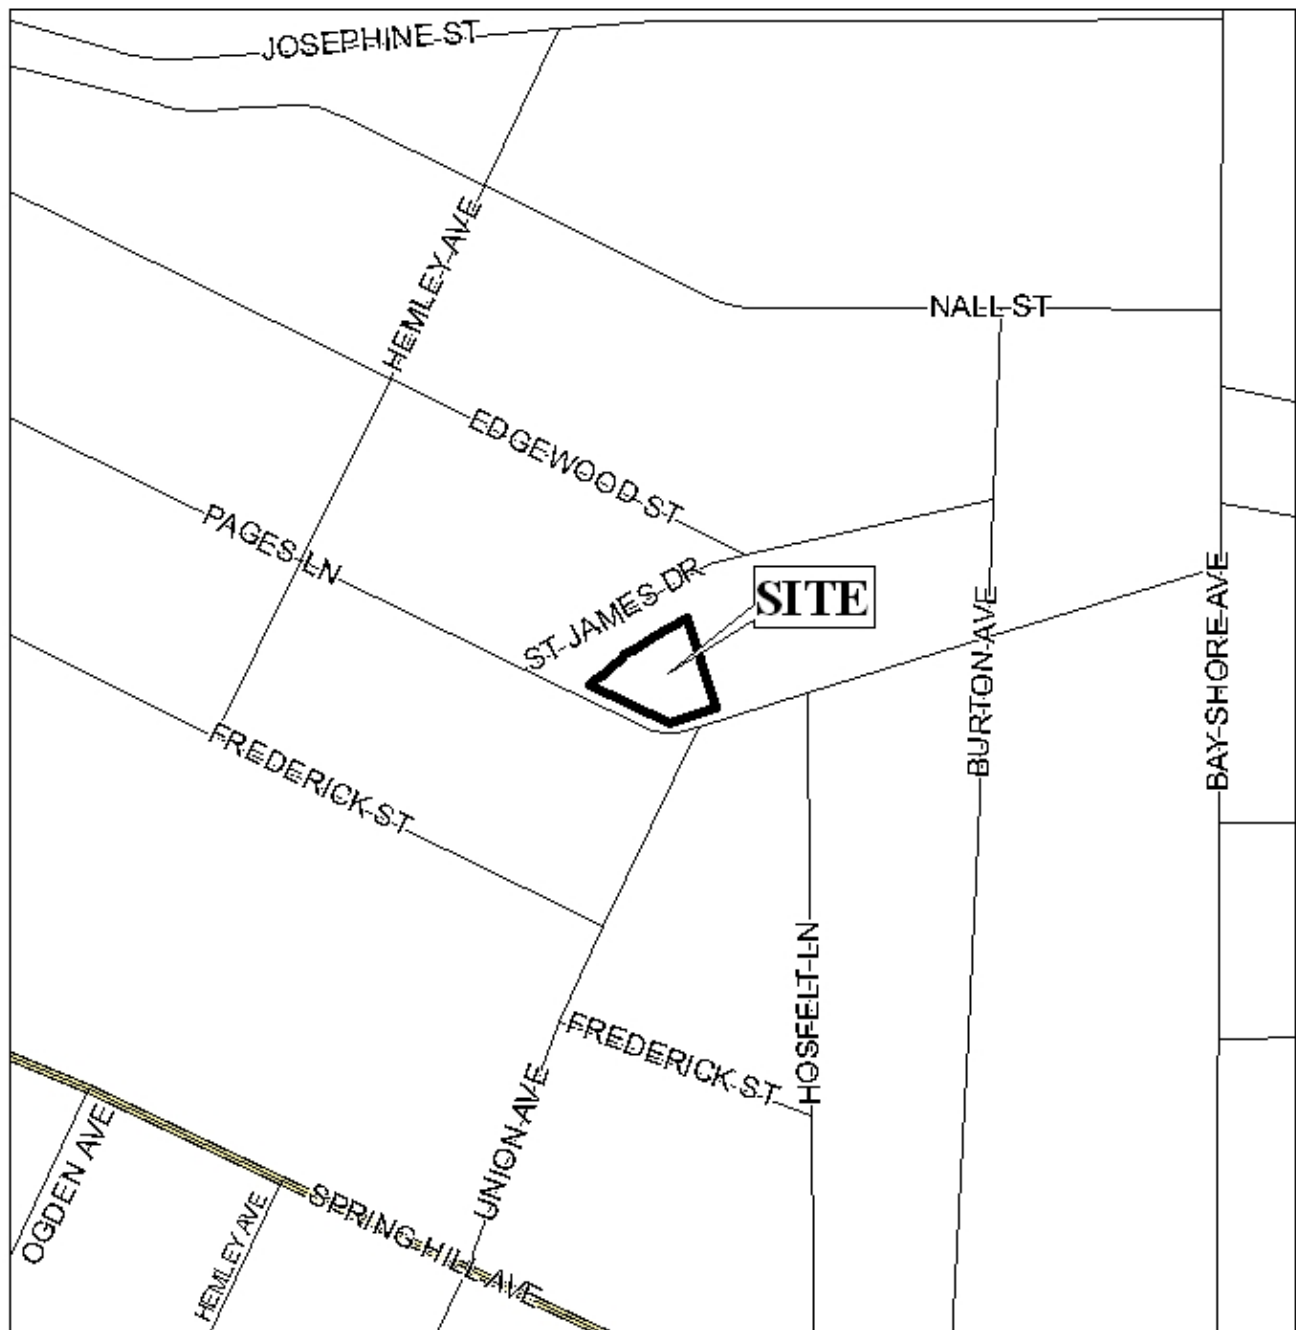 JOSEPHINE ST
HEMLEY AVE
NALL ST
EDGEWOOD ST
PAGES LN
ST JAMES DR
SITE
BURTON AVE
BAY SHORE AVE
FREDERICK ST
HOSFELT LN
FREDERICK ST
UNION AVE
OGDEN AVE
HEMLEY AVE
SPRING HILL AVE